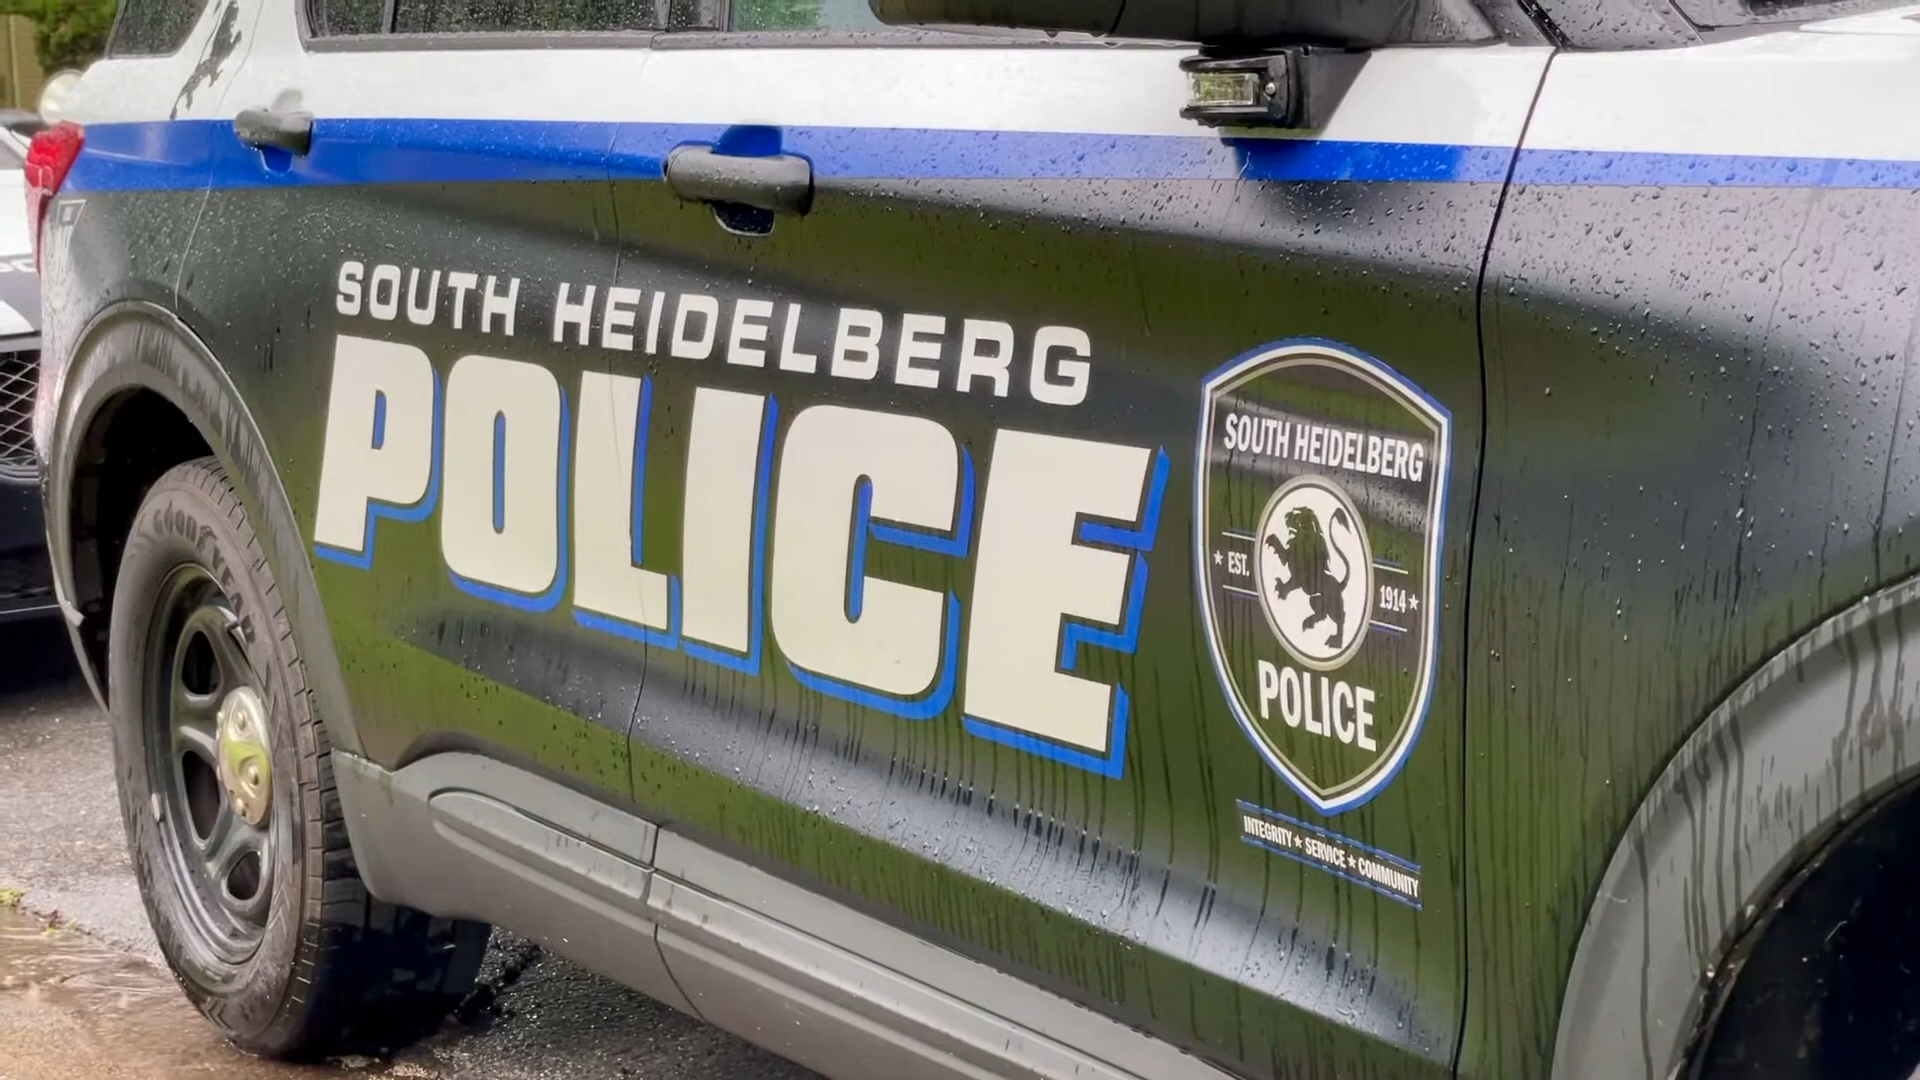 SOUTH HEIDELBERG
POLICE
SOUTH HEIDELBERG
★ EST.
1914 ★
POLICE
INTEGRITY ★ SERVICE ★ COMMUNITY
GOODYEAR